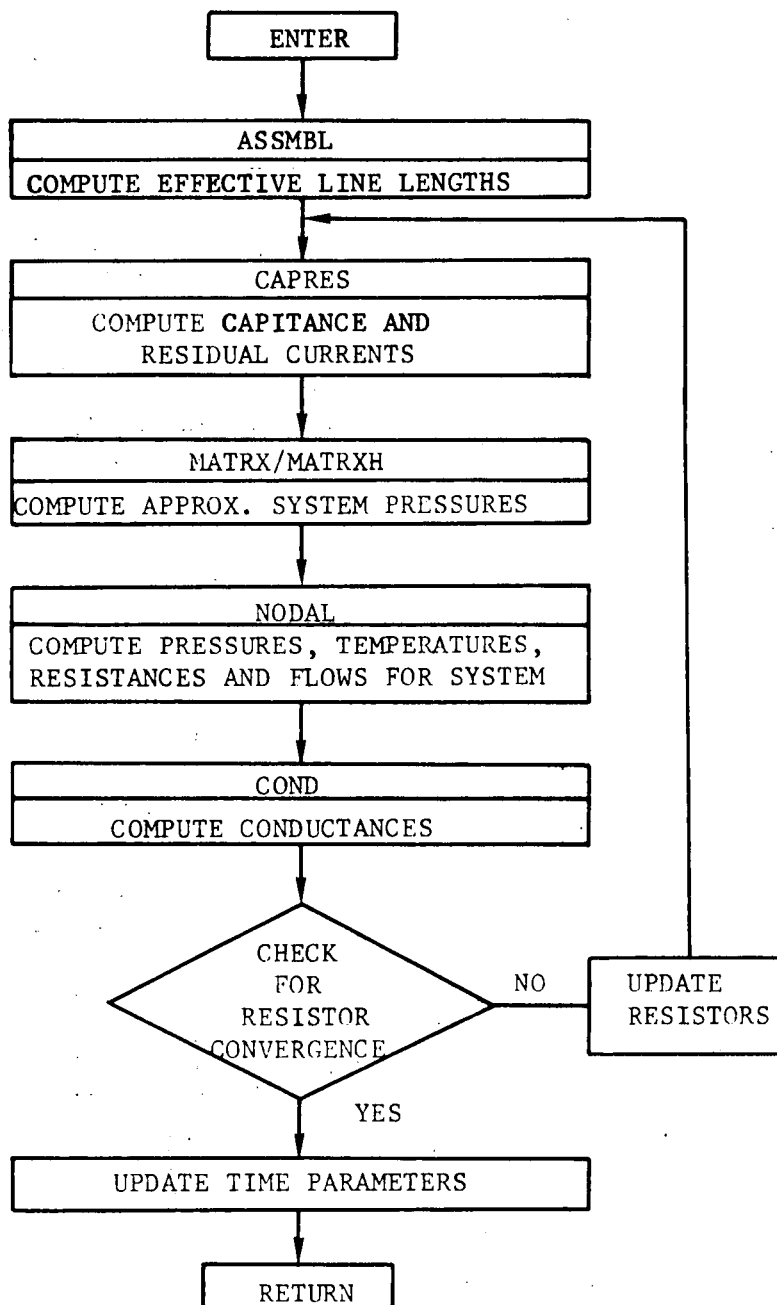 ENTER
ASSMBL
COMPUTE EFFECTIVE LINE LENGTHS
CAPRES
COMPUTE CAPITANCE AND
RESIDUAL CURRENTS
MATRX/MATRXH
COMPUTE APPROX. SYSTEM PRESSURES
NODAL
COMPUTE PRESSURES, TEMPERATURES,
RESISTANCES AND FLOWS FOR SYSTEM
COND
COMPUTE CONDUCTANCES
CHECK
FOR
RESISTOR
CONVERGENCE
NO
UPDATE
RESISTORS
YES
UPDATE TIME PARAMETERS
RETURN